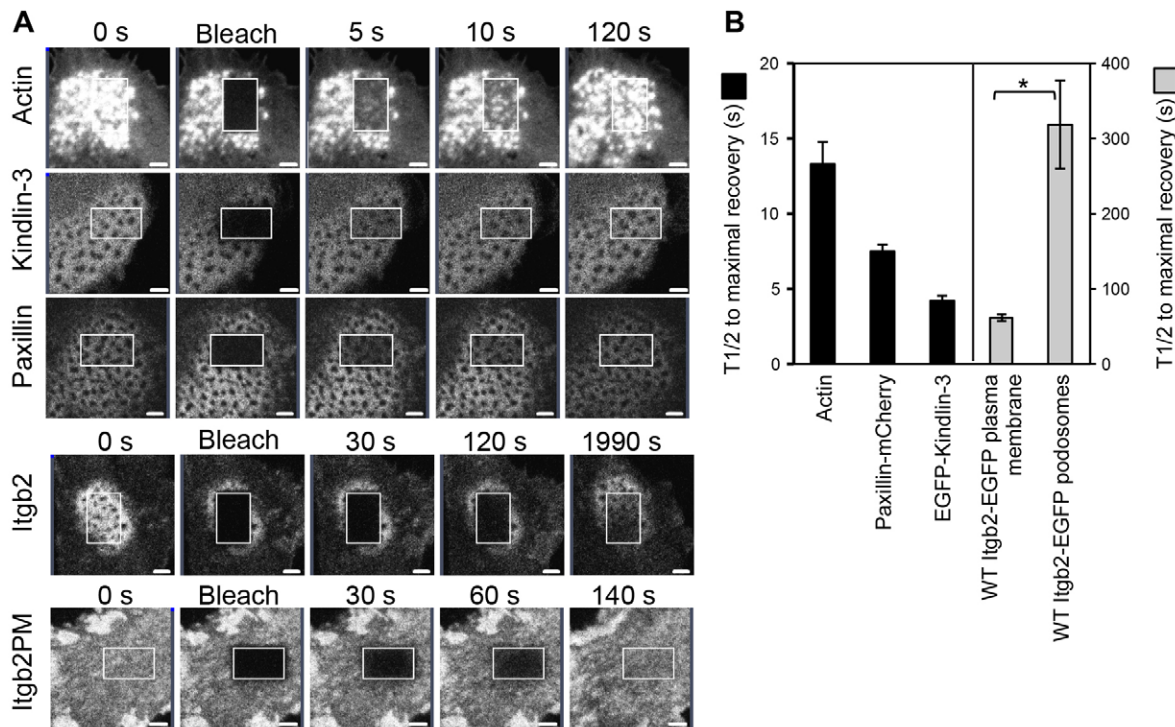 A
0 s Bleach 5 s 10 s 120 s
Actin
Kindlin-3
Paxillin
0 s Bleach 30 s 120 s 1990 s
Itgb2
0 s Bleach 30 s 60 s 140 s
Itgb2PM
B
T1/2 to maximal recovery (s)
20
15
10
5
0
*
400
300
200
100
0
T1/2 to maximal recovery (s)
Actin
Paxillin-mCherry
EGFP-Kindlin-3
WT Itgb2-EGFP plasma
membrane
WT Itgb2-EGFP podosomes